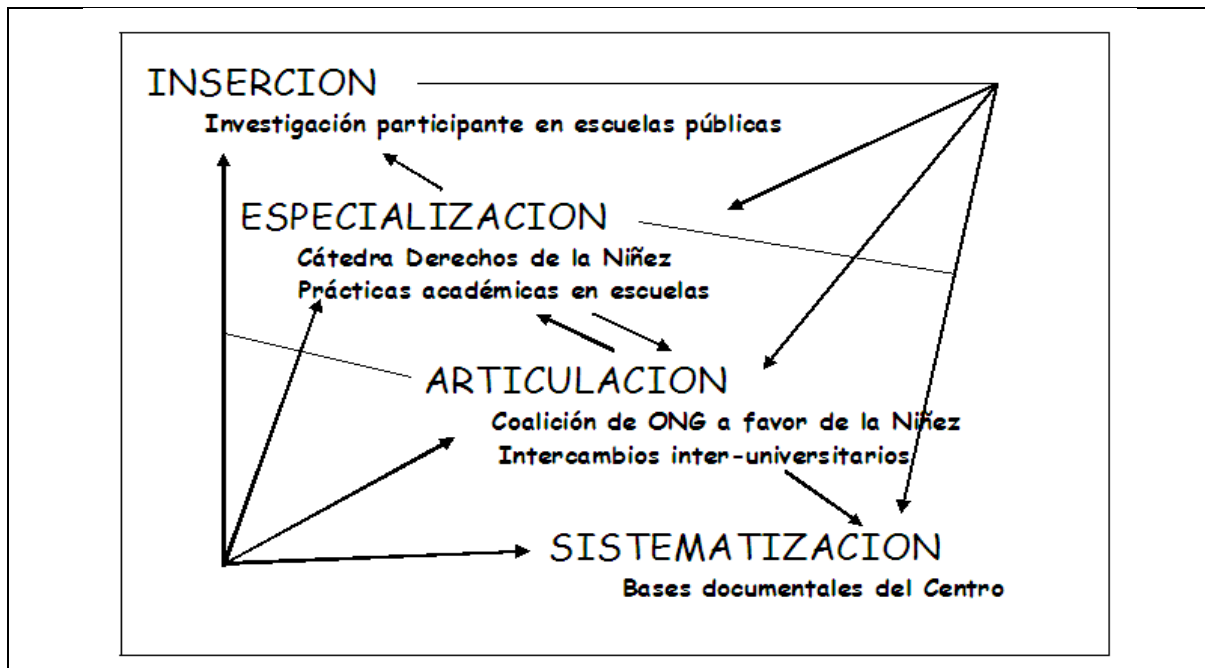 INSERCION
Investigación participante en escuelas públicas
ESPECIALIZACION
Cátedra Derechos de la Niñez
Prácticas académicas en escuelas
ARTICULACION
Coalición de ONG a favor de la Niñez
Intercambios inter-universitarios
SISTEMATIZACION
Bases documentales del Centro